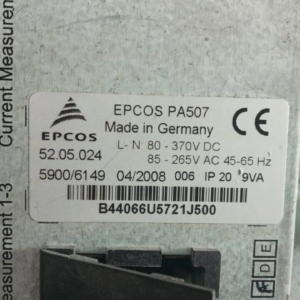 Current Measurem
EPCOS
EPCOS PA507
Made in Germany
L- N: 80 - 370V DC
52.05.024
85 - 265V AC 45-65 Hz
5900/6149 04/2008 006 IP 20 9VA
B44066U5721J500
easurement 1-3
F D E